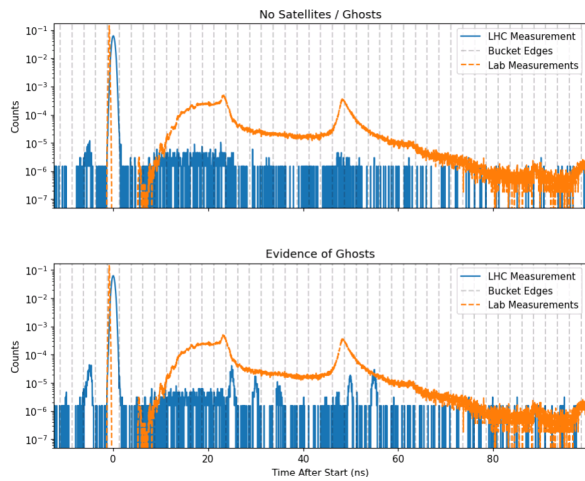 No Satellites / Ghosts
10⁻¹
10⁻²
10⁻³
10⁻⁴
10⁻⁵
10⁻⁶
10⁻⁷
Counts
LHC Measurement
Bucket Edges
Lab Measurements
0
20
40
60
80
Evidence of Ghosts
10⁻¹
10⁻²
10⁻³
10⁻⁴
10⁻⁵
10⁻⁶
10⁻⁷
Counts
LHC Measurement
Bucket Edges
Lab Measurements
0
20
40
60
80
Time After Start (ns)